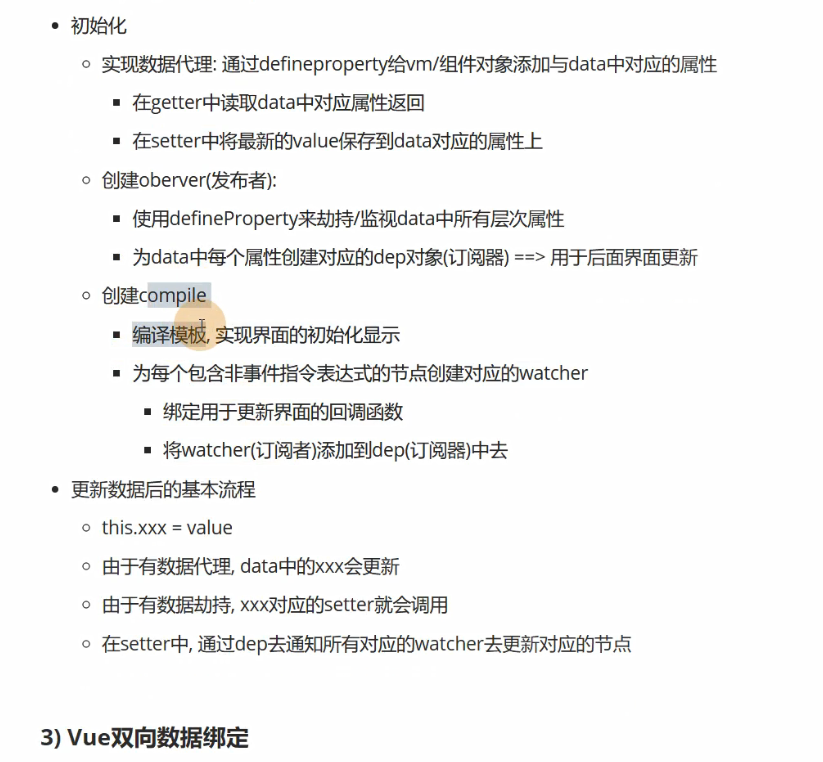 初始化
实现数据代理: 通过defineproperty给vm/组件对象添加与data中对应的属性
在getter中读取data中对应属性返回
在setter中将最新的value保存到data对应的属性上
创建oberver(发布者):
使用defineProperty来劫持/监视data中所有层次属性
为data中每个属性创建对应的dep对象(订阅器) ==> 用于后面界面更新
创建compile
编译模板, 实现界面的初始化显示
为每个包含非事件指令表达式的节点创建对应的watcher
绑定用于更新界面的回调函数
将watcher(订阅者)添加到dep(订阅器)中去
更新数据后的基本流程
this.xxx = value
由于有数据代理, data中的xxx会更新
由于有数据劫持, xxx对应的setter就会调用
在setter中, 通过dep去通知所有对应的watcher去更新对应的节点
3) Vue双向数据绑定